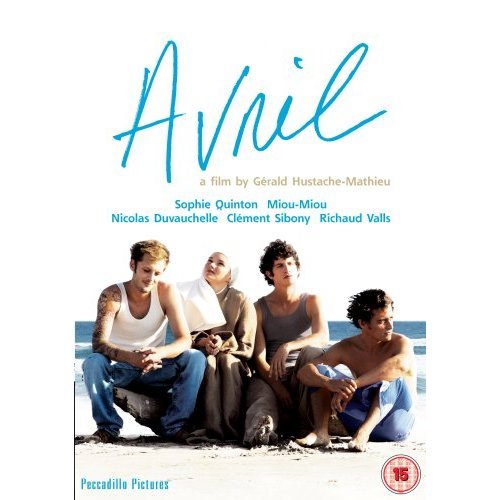 Avril
a film by Gérald Hustache-Mathieu
Sophie Quinton Miou-Miou
Nicolas Duvauchelle Clément Sibony Richaud Valls
Peccadillo Pictures
15